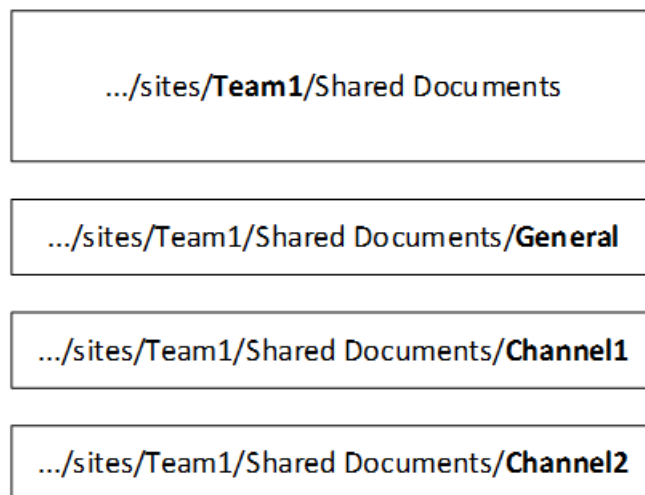 .../sites/Team1/Shared Documents
.../sites/Team1/Shared Documents/General
.../sites/Team1/Shared Documents/Channel1
.../sites/Team1/Shared Documents/Channel2